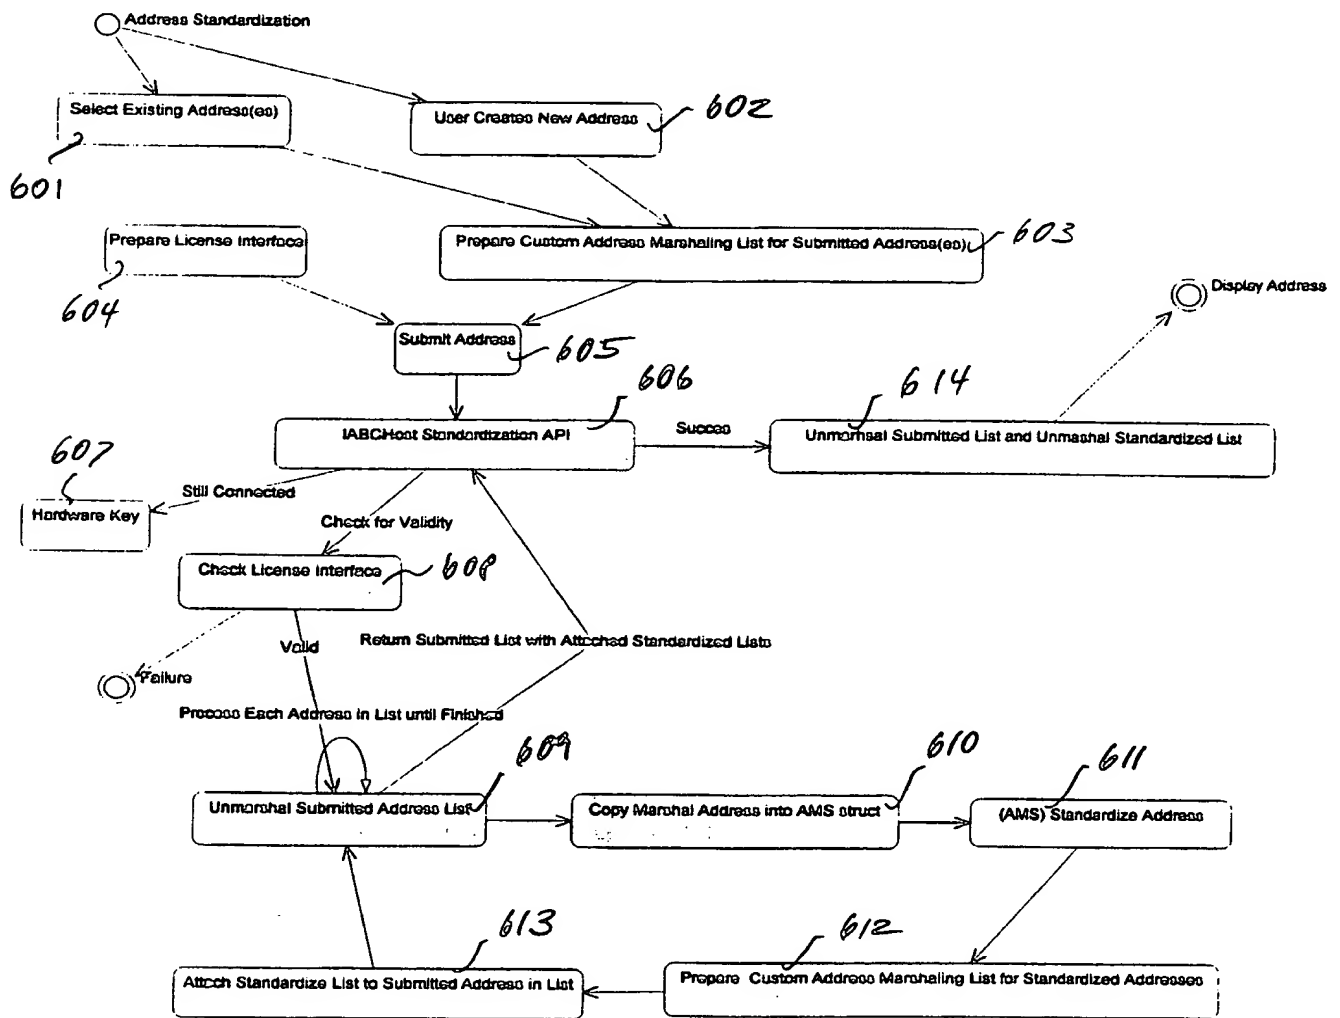 Address Standardization
Select Existing Address(es)
User Creates New Address
602
601
Prepare License Interface
Prepare Custom Address Marshaling List for Submitted Address(es)
603
604
Display Address
Submit Address
605
606
614
IABCHost Standardization API
Succes
Unmarmsal Submitted List and Unmashal Standardized List
607
Still Connected
Hardware Key
Check for Validity
Check License Interface
608
Valid
Return Submitted List with Attached Standardized Lists
Failure
Process Each Address in List until Finished
609
610
611
Unmarshal Submitted Address List
Copy Marshal Address into AMS struct
(AMS) Standardize Address
613
612
Attach Standardize List to Submitted Address in List
Prepare Custom Address Marshaling List for Standardized Addresses